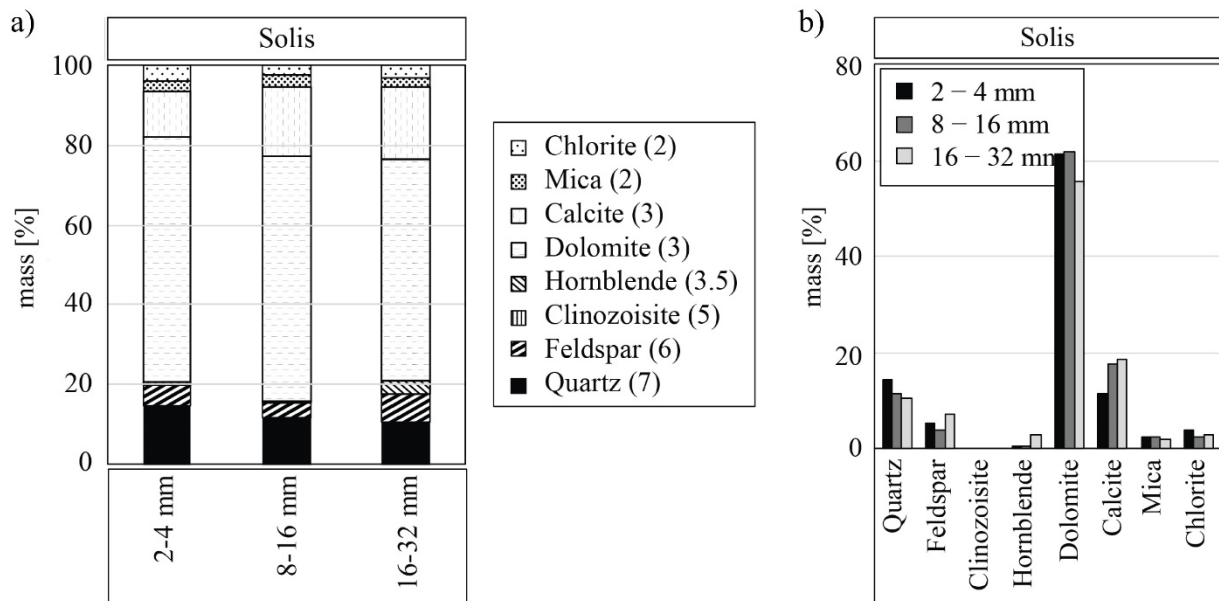 a)
Solis
100
80
60
40
20
0
mass [%]
2-4 mm
8-16 mm
16-32 mm
Chlorite (2)
Mica (2)
Calcite (3)
Dolomite (3)
Hornblende (3.5)
Clinozoisite (5)
Feldspar (6)
Quartz (7)
b)
Solis
80
60
40
20
0
mass [%]
2 − 4 mm
8 − 16 mm
16 − 32 mm
Quartz
Feldspar
Clinozoisite
Hornblende
Dolomite
Calcite
Mica
Chlorite